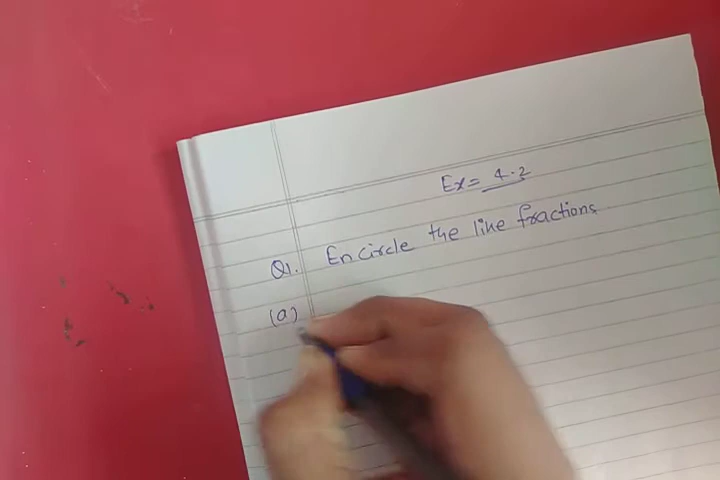 Ex = 4.2
Q1. Encircle the like fractions
(a)